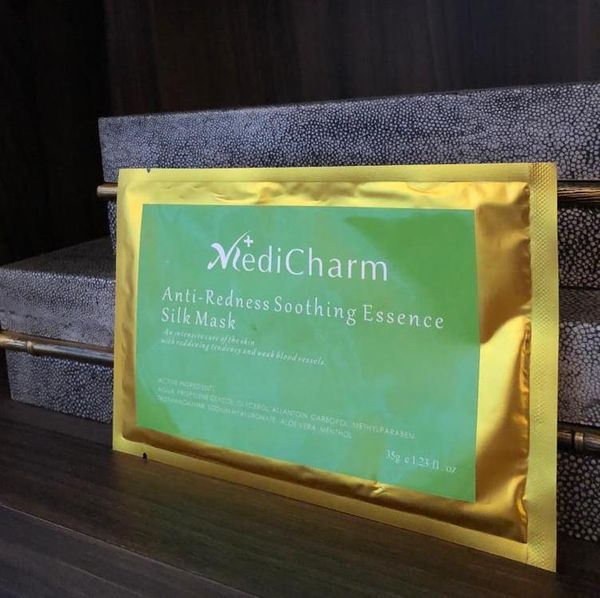 MediCharm
Anti-Redness Soothing Essence
Silk Mask
An intensive care of the skin
with reddening tendency and weak blood vessels.
ACTIVE INGREDIENTS:
AQUA, PROPYLENE GLYCOL, GLYCEROL, ALLANTOIN, CARBOPOL, METHYLPARABEN,
TRIETHANOLAMINE, SODIUM HYALURONATE, ALOE VERA, MENTHOL
35g e 1.23 fl. oz